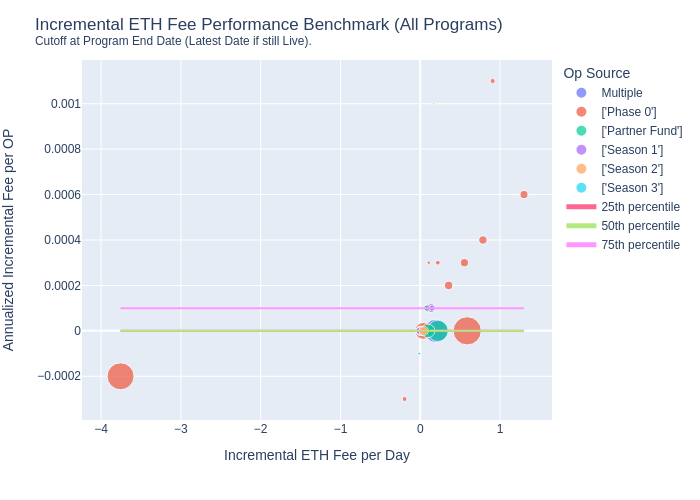 Incremental ETH Fee Performance Benchmark (All Programs)
Cutoff at Program End Date (Latest Date if still Live).
Annualized Incremental Fee per OP
0.001
0.0008
0.0006
0.0004
0.0002
0
−0.0002
−4
−3
−2
−1
0
1
Incremental ETH Fee per Day
Op Source
Multiple
['Phase 0']
['Partner Fund']
['Season 1']
['Season 2']
['Season 3']
25th percentile
50th percentile
75th percentile